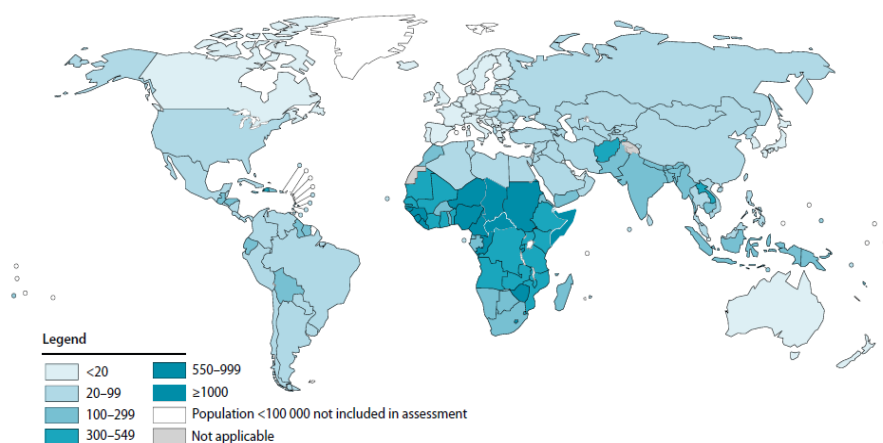 Legend
<20
20–99
100–299
300–549
550–999
≥1000
Population <100 000 not included in assessment
Not applicable